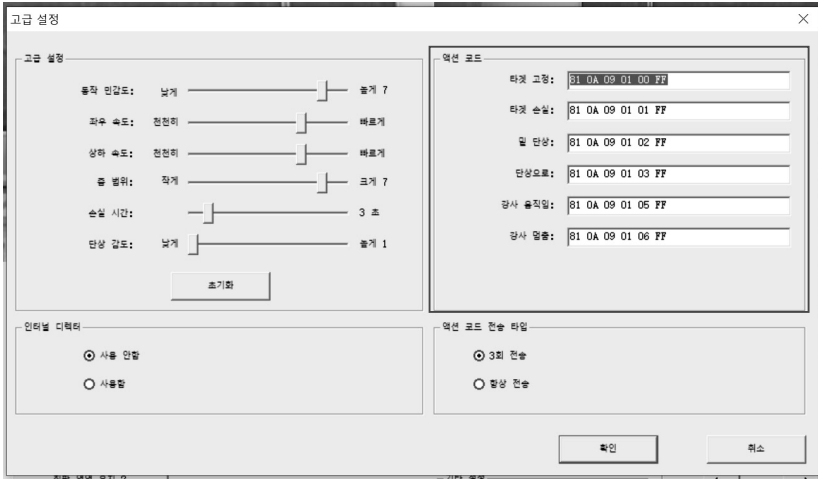 고급 설정
고급 설정
동작 민감도: 낮게 높게 7
좌우 속도: 천천히 빠르게
상하 속도: 천천히 빠르게
줌 범위: 작게 크게 7
손실 시간: 3 초
단상 감도: 낮게 높게 1
초기화
액션 코드
타겟 고정: 81 0A 09 01 00 FF
타겟 손실: 81 0A 09 01 01 FF
밑 단상: 81 0A 09 01 02 FF
단상으로: 81 0A 09 01 03 FF
강사 움직임: 81 0A 09 01 05 FF
강사 멈춤: 81 0A 09 01 06 FF
인터널 디렉터
사용 안함
사용함
액션 코드 전송 타입
3회 전송
항상 전송
확인 취소